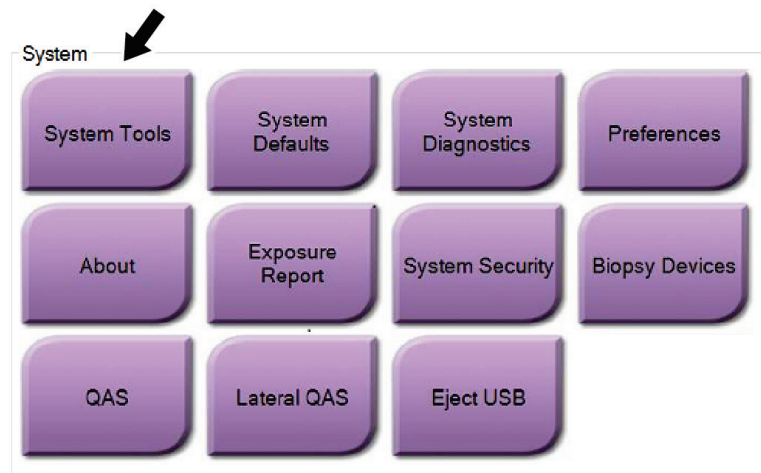 System
System Tools
System
Defaults
System
Diagnostics
Preferences
About
Exposure
Report
System Security
Biopsy Devices
QAS
Lateral QAS
Eject USB